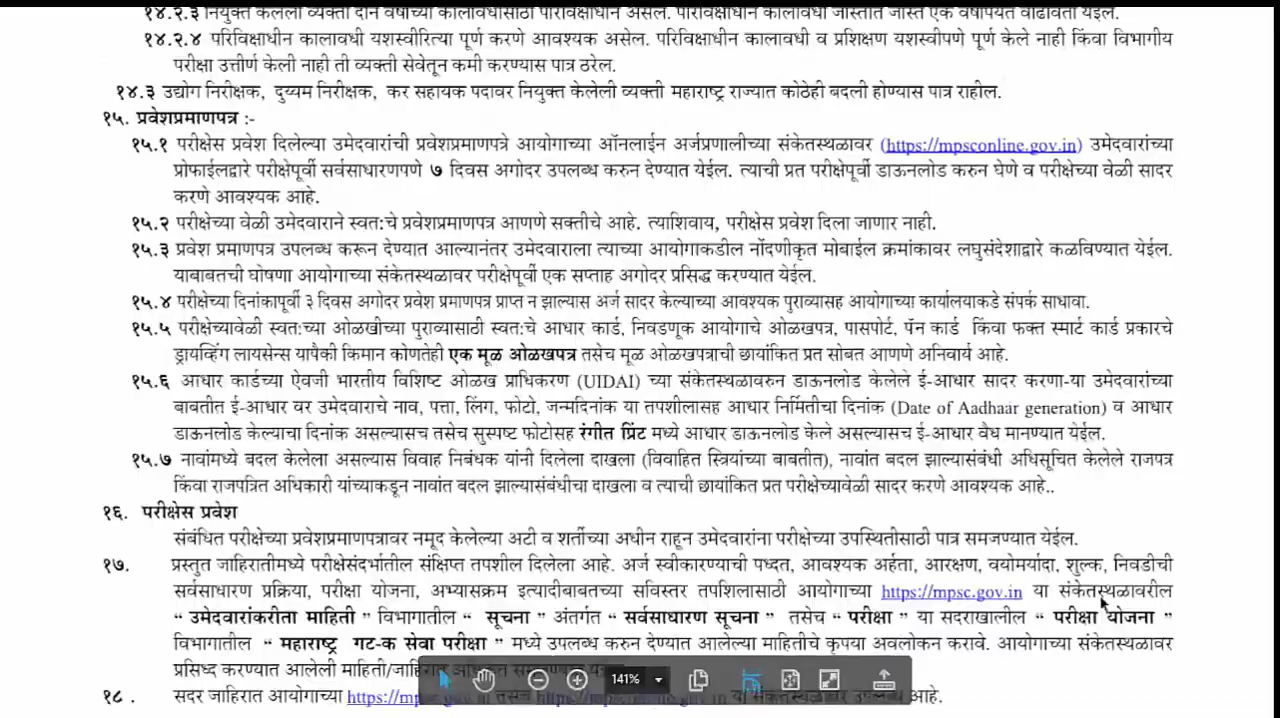 १४.२.३ नियुक्त केलेली व्यक्ती दोन वर्षाच्या कालावधीसाठी परिविक्षाधीन असेल. परिविक्षाधीन कालावधी जास्तीत जास्त एक वर्षापर्यंत वाढविता येईल.
१४.२.४ परिविक्षाधीन कालावधी यशस्वीरित्या पूर्ण करणे आवश्यक असेल. परिविक्षाधीन कालावधी व प्रशिक्षण यशस्वीपणे पूर्ण केले नाही किंवा विभागीय
परीक्षा उत्तीर्ण केली नाही ती व्यक्ती सेवेतून कमी करण्यास पात्र ठरेल.
१४.३ उद्योग निरीक्षक, दुय्यम निरीक्षक, कर सहायक पदावर नियुक्त केलेली व्यक्ती महाराष्ट्र राज्यात कोठेही बदली होण्यास पात्र राहील.
१५. प्रवेशप्रमाणपत्र :-
१५.१ परीक्षेस प्रवेश दिलेल्या उमेदवारांची प्रवेशप्रमाणपत्रे आयोगाच्या ऑनलाईन अर्जप्रणालीच्या संकेतस्थळावर (https://mpsconline.gov.in) उमेदवारांच्या
प्रोफाईलद्वारे परीक्षेपूर्वी सर्वसाधारणपणे ७ दिवस अगोदर उपलब्ध करुन देण्यात येईल. त्याची प्रत परीक्षेपूर्वी डाऊनलोड करुन घेणे व परीक्षेच्या वेळी सादर
करणे आवश्यक आहे.
१५.२ परीक्षेच्या वेळी उमेदवाराने स्वत:चे प्रवेशप्रमाणपत्र आणणे सक्तीचे आहे. त्याशिवाय, परीक्षेस प्रवेश दिला जाणार नाही.
१५.३ प्रवेश प्रमाणपत्र उपलब्ध करून देण्यात आल्यानंतर उमेदवाराला त्याच्या आयोगाकडील नोंदणीकृत मोबाईल क्रमांकावर लघुसंदेशाद्वारे कळविण्यात येईल.
याबाबतची घोषणा आयोगाच्या संकेतस्थळावर परीक्षेपूर्वी एक सप्ताह अगोदर प्रसिद्ध करण्यात येईल.
१५.४ परीक्षेच्या दिनांकापूर्वी ३ दिवस अगोदर प्रवेश प्रमाणपत्र प्राप्त न झाल्यास अर्ज सादर केल्याच्या आवश्यक पुराव्यासह आयोगाच्या कार्यालयाकडे संपर्क साधावा.
१५.५ परीक्षेच्यावेळी स्वत:च्या ओळखीच्या पुराव्यासाठी स्वत:चे आधार कार्ड, निवडणूक आयोगाचे ओळखपत्र, पासपोर्ट, पॅन कार्ड किंवा फक्त स्मार्ट कार्ड प्रकारचे
ड्रायव्हिंग लायसेन्स यापैकी किमान कोणतेही एक मूळ ओळखपत्र तसेच मूळ ओळखपत्राची छायांकित प्रत सोबत आणणे अनिवार्य आहे.
१५.६ आधार कार्डच्या ऐवजी भारतीय विशिष्ट ओळख प्राधिकरण (UIDAI) च्या संकेतस्थळावरुन डाऊनलोड केलेले ई-आधार सादर करणा-या उमेदवारांच्या
बाबतीत ई-आधार वर उमेदवाराचे नाव, पत्ता, लिंग, फोटो, जन्मदिनांक या तपशीलासह आधार निर्मितीचा दिनांक (Date of Aadhaar generation) व आधार
डाऊनलोड केल्याचा दिनांक असल्यासच तसेच सुस्पष्ट फोटोसह रंगीत प्रिंट मध्ये आधार डाऊनलोड केले असल्यासच ई-आधार वैध मानण्यात येईल.
१५.७ नावांमध्ये बदल केलेला असल्यास विवाह निबंधक यांनी दिलेला दाखला (विवाहित स्त्रियांच्या बाबतीत), नावांत बदल झाल्यासंबंधी अधिसूचित केलेले राजपत्र
किंवा राजपत्रित अधिकारी यांच्याकडून नावांत बदल झाल्यासंबंधीचा दाखला व त्याची छायांकित प्रत परीक्षेच्यावेळी सादर करणे आवश्यक आहे..
१६. परीक्षेस प्रवेश
संबंधित परीक्षेच्या प्रवेशप्रमाणपत्रावर नमूद केलेल्या अटी व शर्तीच्या अधीन राहून उमेदवारांना परीक्षेच्या उपस्थितीसाठी पात्र समजण्यात येईल.
१७. प्रस्तुत जाहिरातीमध्ये परीक्षेसंदर्भातील संक्षिप्त तपशील दिलेला आहे. अर्ज स्वीकारण्याची पध्दत, आवश्यक अर्हता, आरक्षण, वयोमर्यादा, शुल्क, निवडीची
सर्वसाधारण प्रक्रिया, परीक्षा योजना, अभ्यासक्रम इत्यादीबाबतच्या सविस्तर तपशिलासाठी आयोगाच्या https://mpsc.gov.in या संकेतस्थळावरील
“ उमेदवारांकरीता माहिती ” विभागातील “ सूचना ” अंतर्गत “ सर्वसाधारण सूचना ” तसेच “ परीक्षा ” या सदराखालील “ परीक्षा योजना ”
विभागातील “ महाराष्ट्र गट-क सेवा परीक्षा ” मध्ये उपलब्ध करुन देण्यात आलेल्या माहितीचे कृपया अवलोकन करावे. आयोगाच्या संकेतस्थळावर
प्रसिध्द करण्यात आलेली माहिती/जाहिरात
141%
१८ . सदर जाहिरात आयोगाच्या तसेच या संकेतस्थळावर उपलब्ध आहे.